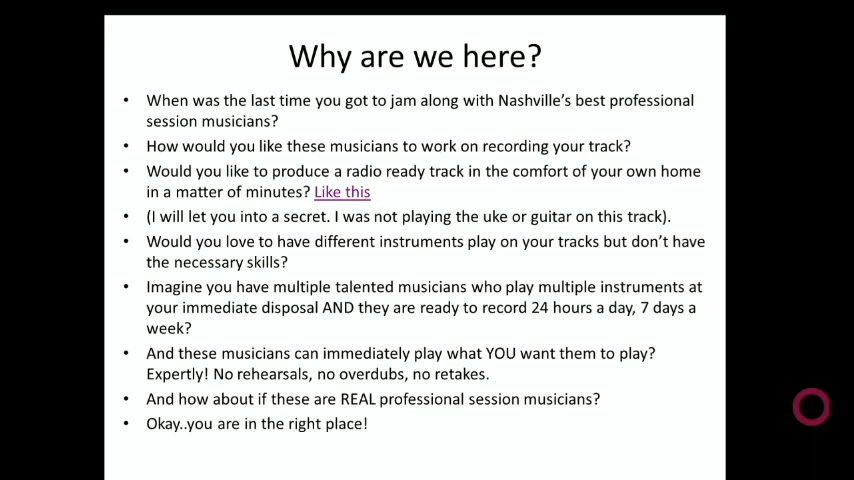 Why are we here?
• When was the last time you got to jam along with Nashville's best professional
session musicians?
• How would you like these musicians to work on recording your track?
• Would you like to produce a radio ready track in the comfort of your own home
in a matter of minutes? Like this
• (I will let you into a secret. I was not playing the uke or guitar on this track).
• Would you love to have different instruments play on your tracks but don't have
the necessary skills?
• Imagine you have multiple talented musicians who play multiple instruments at
your immediate disposal AND they are ready to record 24 hours a day, 7 days a
week?
• And these musicians can immediately play what YOU want them to play?
Expertly! No rehearsals, no overdubs, no retakes.
• And how about if these are REAL professional session musicians?
• Okay..you are in the right place!